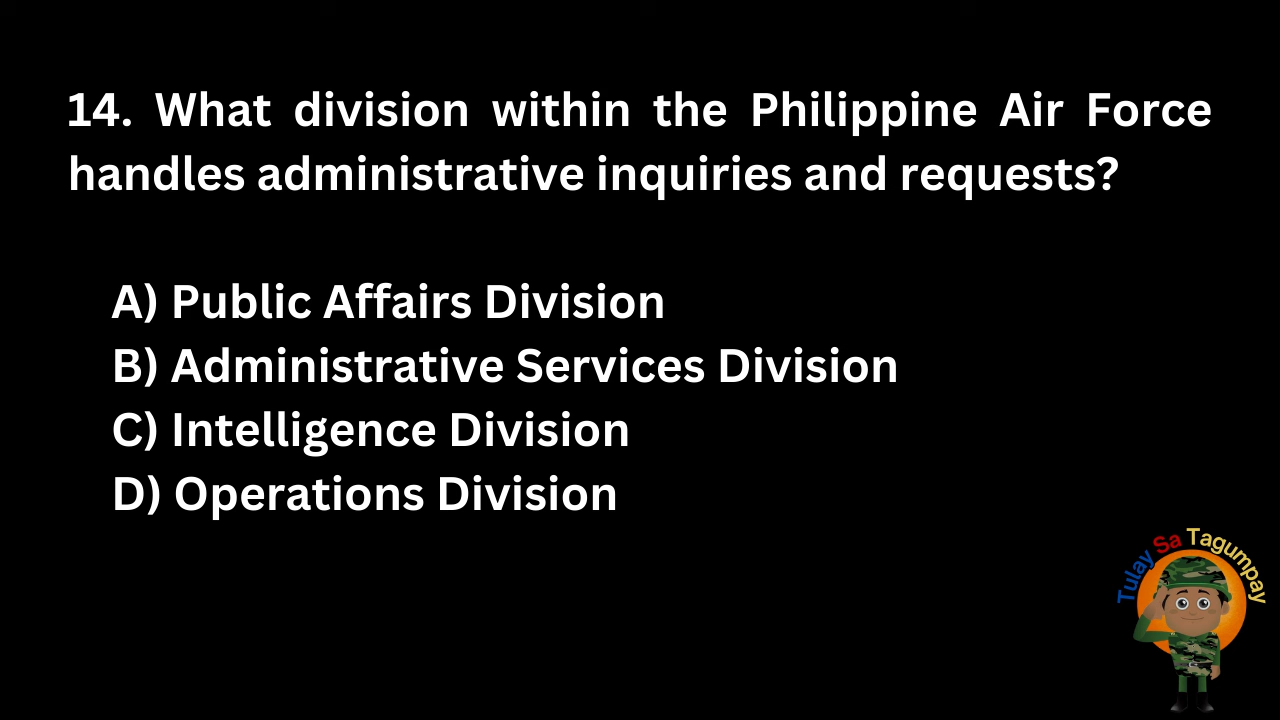 14. What division within the Philippine Air Force
handles administrative inquiries and requests?
A) Public Affairs Division
B) Administrative Services Division
C) Intelligence Division
D) Operations Division
Tulay Sa Tagumpay